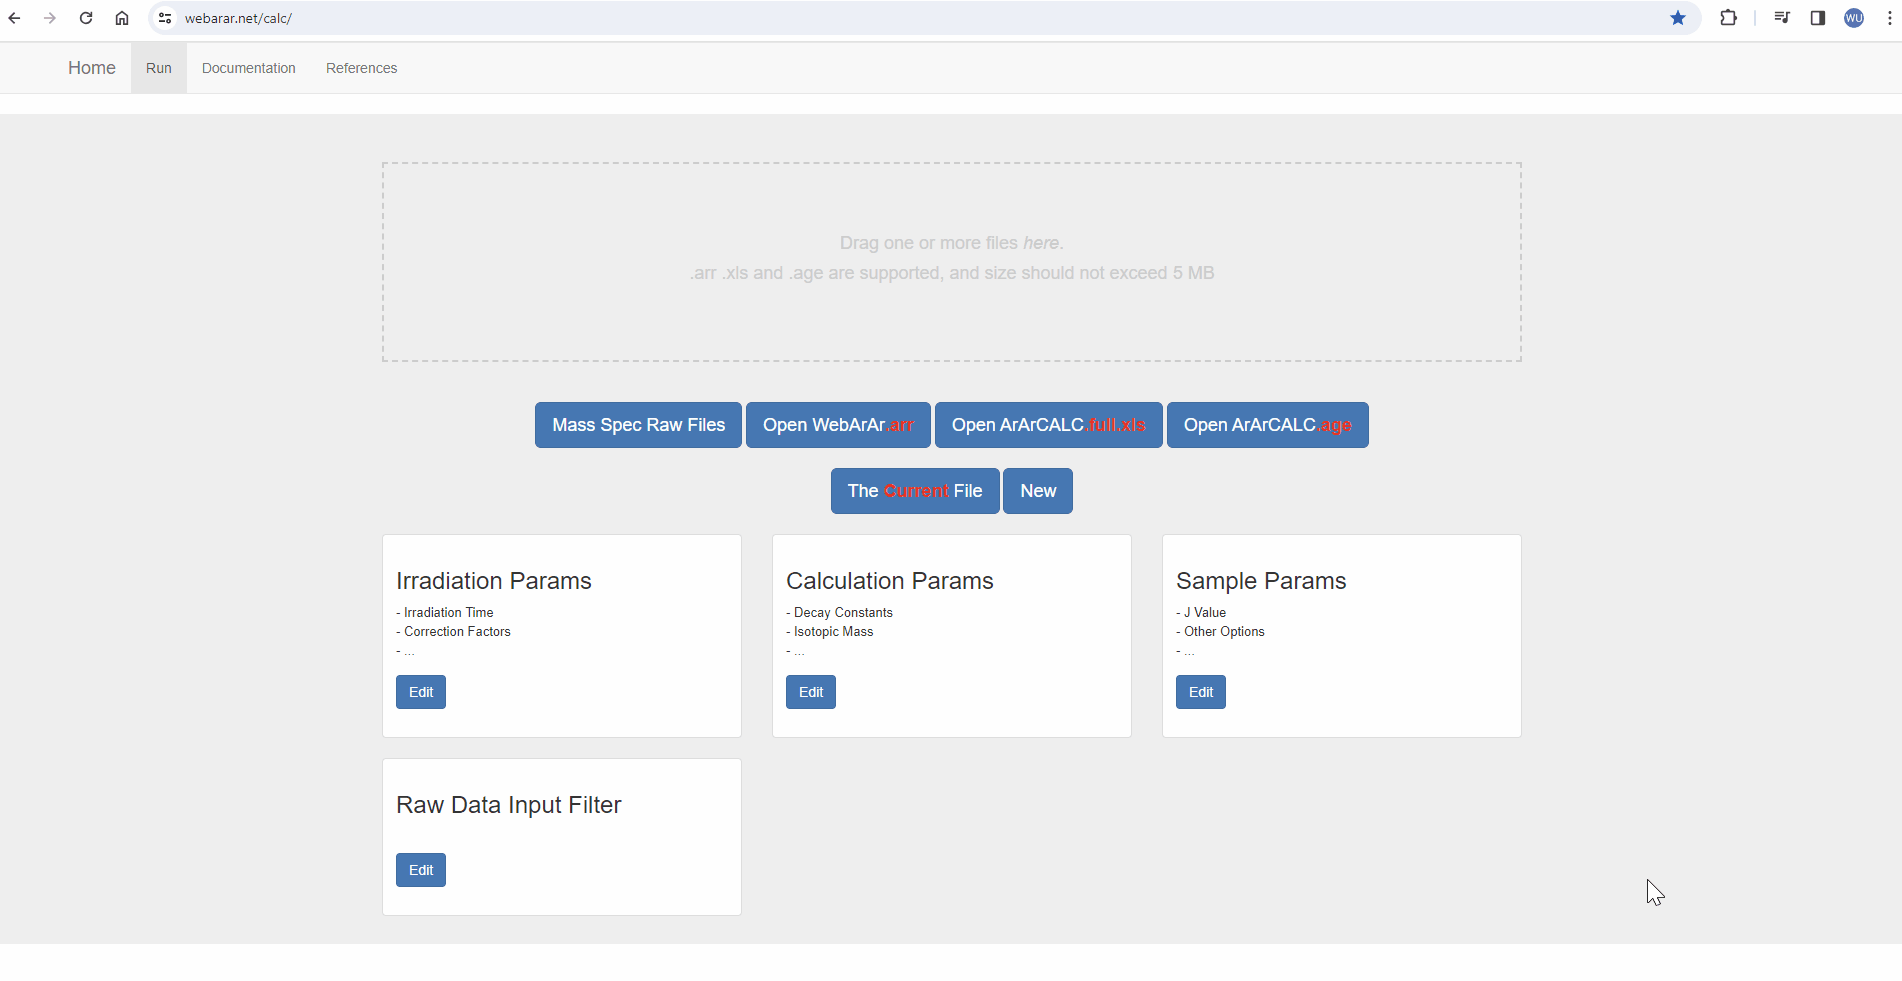 webarar.net/calc/
WU
Home Run Documentation References
Drag one or more files here.
.arr .xls and .age are supported, and size should not exceed 5 MB
Mass Spec Raw Files Open WebArAr.arr Open ArArCALC.full.xls Open ArArCALC.age
The Current File New
Irradiation Params
- Irradiation Time
- Correction Factors
- ...
Edit
Calculation Params
- Decay Constants
- Isotopic Mass
- ...
Edit
Sample Params
- J Value
- Other Options
- ...
Edit
Raw Data Input Filter
Edit